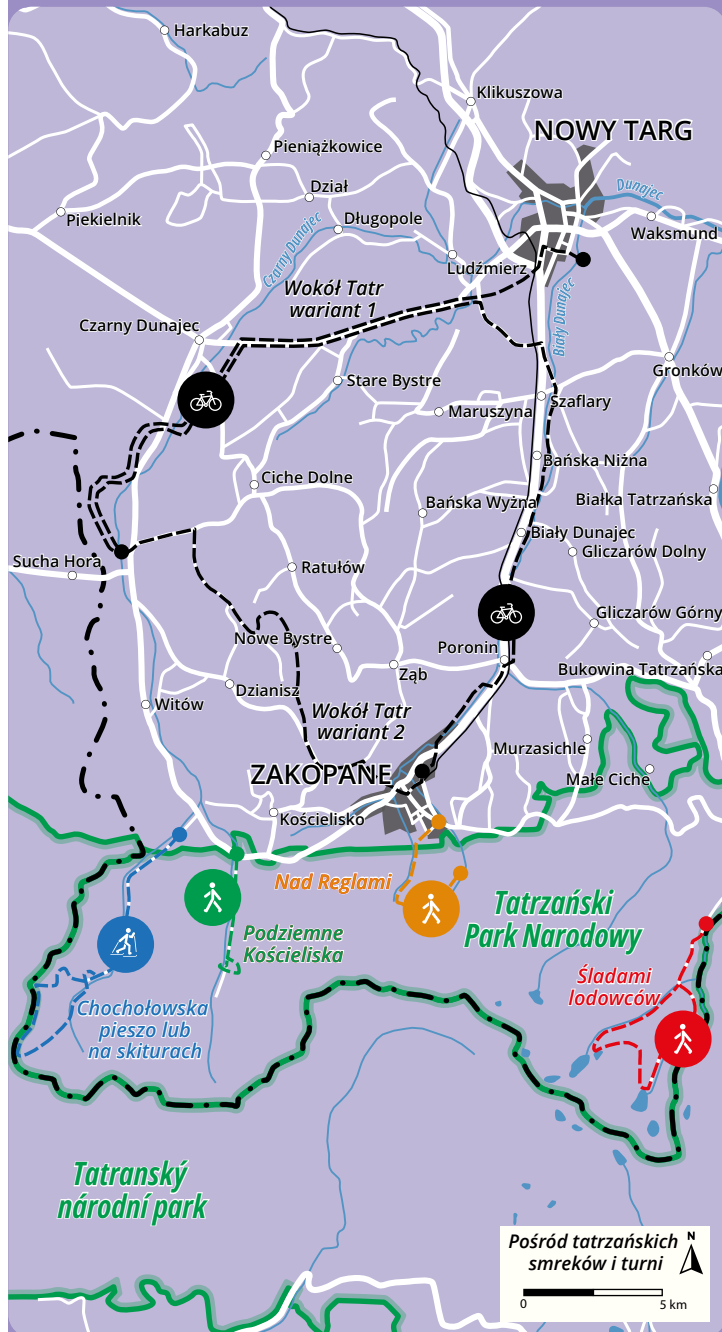 Harkabuz
Klikuszowa
NOWY TARG
Pieniążkowice
Dział
Dunajec
Piekielnik
Długopole
Waksmund
Czarny Dunajec
Ludźmierz
Wokół Tatr
wariant 1
Biały Dunajec
Czarny Dunajec
Gronków
Stare Bystre
Szaflary
Maruszyna
Bańska Niżna
Ciche Dolne
Białka Tatrzańska
Bańska Wyżna
Biały Dunajec
Gliczarów Dolny
Sucha Hora
Ratułów
Gliczarów Górny
Nowe Bystre
Poronin
Bukowina Tatrzańska
Ząb
Dzianisz
Witów
Wokół Tatr
wariant 2
Murzasichle
ZAKOPANE
Małe Ciche
Kościelisko
Nad Reglami
Tatrzański
Park Narodowy
Podziemne
Kościeliska
Śladami
lodowców
Chochołowska
pieszo lub
na skiturach
Tatranský
národní park
Pośród tatrzańskich
smreków i turni
N
0 5 km